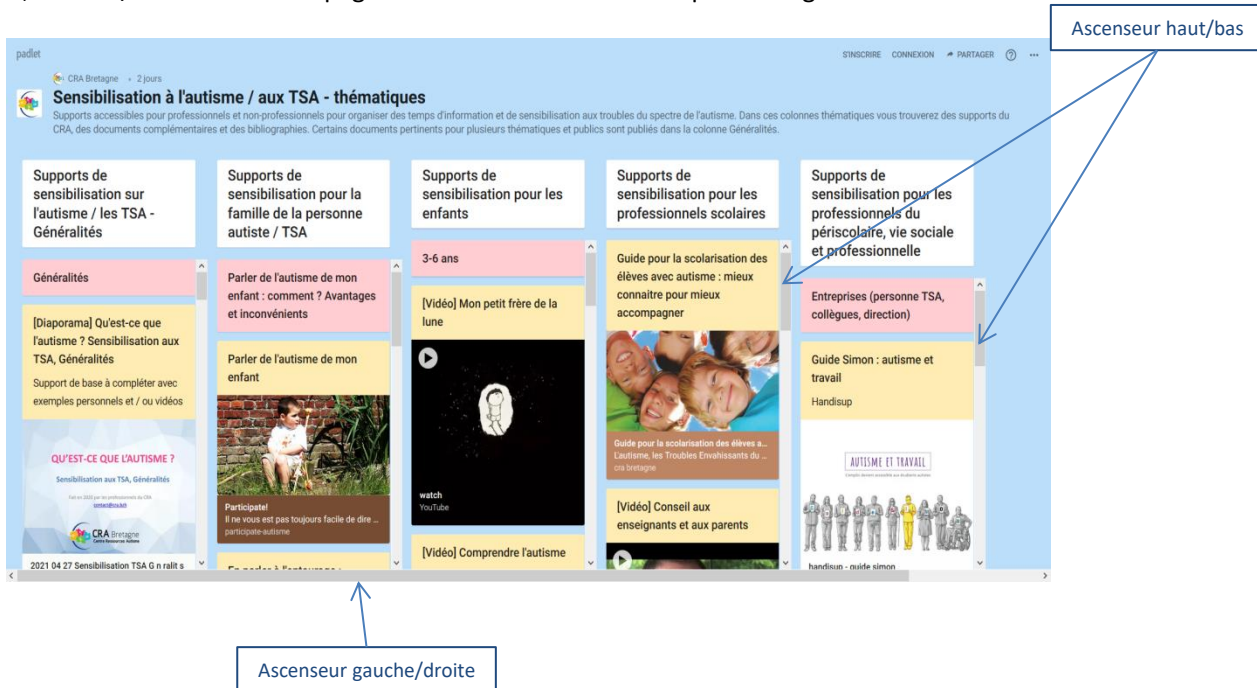 Ascenseur haut/bas
padlet
S'INSCRIRE CONNEXION PARTAGER ? ...
CRA Bretagne • 2 jours
Sensibilisation à l'autisme / aux TSA - thématiques
Supports accessibles pour professionnels et non-professionnels pour organiser des temps d'information et de sensibilisation aux troubles du spectre de l'autisme. Dans ces colonnes thématiques vous trouverez des supports du
CRA, des documents complémentaires et des bibliographies. Certains documents pertinents pour plusieurs thématiques et publics sont publiés dans la colonne Généralités.
Supports de
sensibilisation sur
l'autisme / les TSA -
Généralités
Généralités
[Diaporama] Qu'est-ce que
l'autisme ? Sensibilisation aux
TSA, Généralités
Support de base à compléter avec
exemples personnels et / ou vidéos
QU'EST-CE QUE L'AUTISME ?
Sensibilisation aux TSA, Généralités
CRA Bretagne
Centre Ressources Autisme
2021 04 27 Sensibilisation TSA G n ralit s
Supports de
sensibilisation pour la
famille de la personne
autiste / TSA
Parler de l'autisme de mon
enfant : comment ? Avantages
et inconvénients
Parler de l'autisme de mon
enfant
Participate!
Il ne vous est pas toujours facile de dire ...
participate-autisme
En parler à l'entourage :
Supports de
sensibilisation pour les
enfants
3-6 ans
[Vidéo] Mon petit frère de la
lune
watch
YouTube
[Vidéo] Comprendre l'autisme
Supports de
sensibilisation pour les
professionnels scolaires
Guide pour la scolarisation des
élèves avec autisme : mieux
connaitre pour mieux
accompagner
Guide pour la scolarisation des élèves a...
L'autisme, les Troubles Envahissants du ...
cra bretagne
[Vidéo] Conseil aux
enseignants et aux parents
Supports de
sensibilisation pour les
professionnels du
périscolaire, vie sociale
et professionnelle
Entreprises (personne TSA,
collègues, direction)
Guide Simon : autisme et
travail
Handisup
AUTISME ET TRAVAIL
handisup - guide simon
Ascenseur gauche/droite